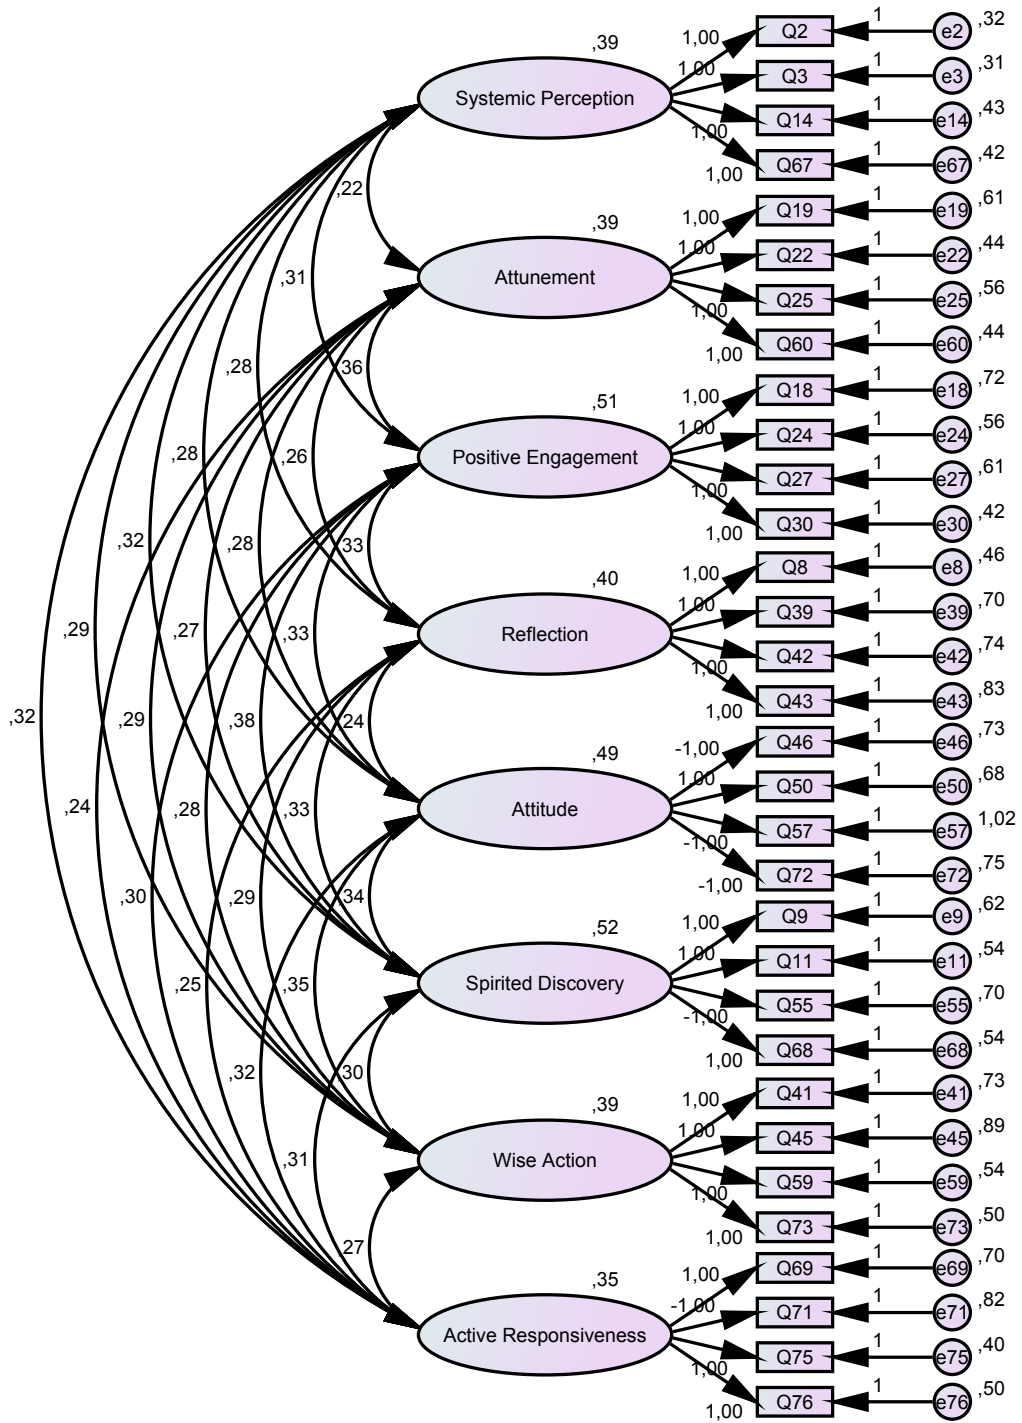 ,39
Systemic Perception
1,00 Q2 1 e2 ,32
1,00 Q3 1 e3 ,31
1,00 Q14 1 e14 ,43
1,00 Q67 1 e67 ,42
,39
Attunement
1,00 Q19 1 e19 ,61
1,00 Q22 1 e22 ,44
1,00 Q25 1 e25 ,56
1,00 Q60 1 e60 ,44
,51
Positive Engagement
1,00 Q18 1 e18 ,72
1,00 Q24 1 e24 ,56
1,00 Q27 1 e27 ,61
1,00 Q30 1 e30 ,42
,40
Reflection
1,00 Q8 1 e8 ,46
1,00 Q39 1 e39 ,70
1,00 Q42 1 e42 ,74
1,00 Q43 1 e43 ,83
,49
Attitude
-1,00 Q46 1 e46 ,73
1,00 Q50 1 e50 ,68
-1,00 Q57 1 e57 1,02
-1,00 Q72 1 e72 ,75
,52
Spirited Discovery
1,00 Q9 1 e9 ,62
1,00 Q11 1 e11 ,54
-1,00 Q55 1 e55 ,70
1,00 Q68 1 e68 ,54
,39
Wise Action
1,00 Q41 1 e41 ,73
1,00 Q45 1 e45 ,89
1,00 Q59 1 e59 ,54
1,00 Q73 1 e73 ,50
,35
Active Responsiveness
1,00 Q69 1 e69 ,70
-1,00 Q71 1 e71 ,82
1,00 Q75 1 e75 ,40
1,00 Q76 1 e76 ,50
,22
,31
,28
,36
,28
,26
,32
,28
,33
,29
,27
,33
,32
,29
,38
,24
,24
,28
,33
,30
,29
,34
,25
,35
,32
,30
,31
,27